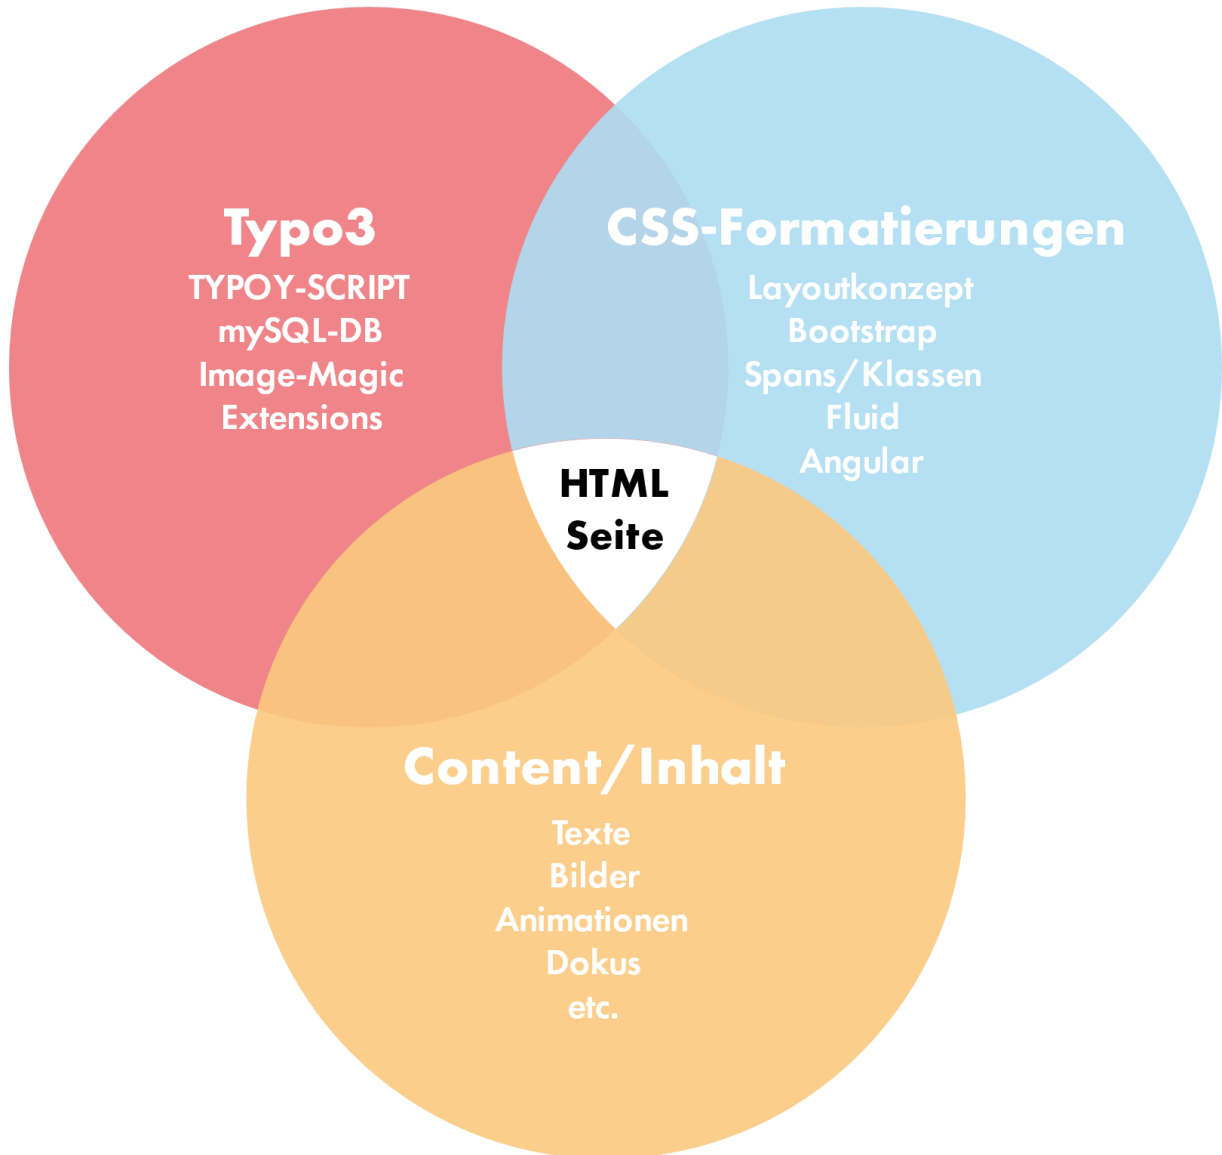 Typo3
TYPOY-SCRIPT
mySQL-DB
Image-Magic
Extensions
CSS-Formatierungen
Layoutkonzept
Bootstrap
Spans/Klassen
Fluid
Angular
HTML
Seite
Content/Inhalt
Texte
Bilder
Animationen
Dokus
etc.